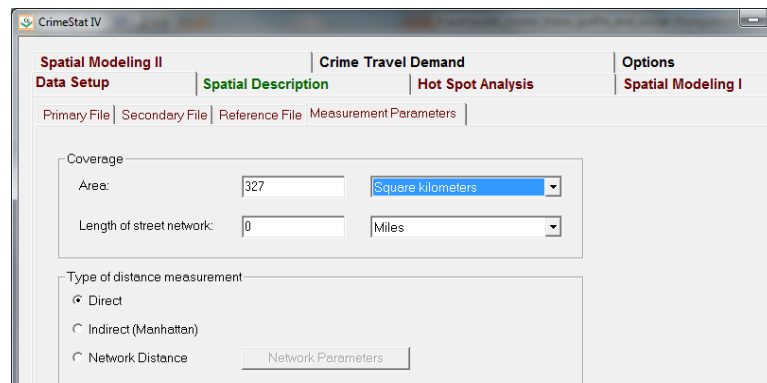 CrimeStat IV
Spatial Modeling II Crime Travel Demand Options
Data Setup Spatial Description Hot Spot Analysis Spatial Modeling I
Primary File Secondary File Reference File Measurement Parameters
Coverage
Area: 327 Square kilometers
Length of street network: 0 Miles
Type of distance measurement
Direct
Indirect (Manhattan)
Network Distance Network Parameters